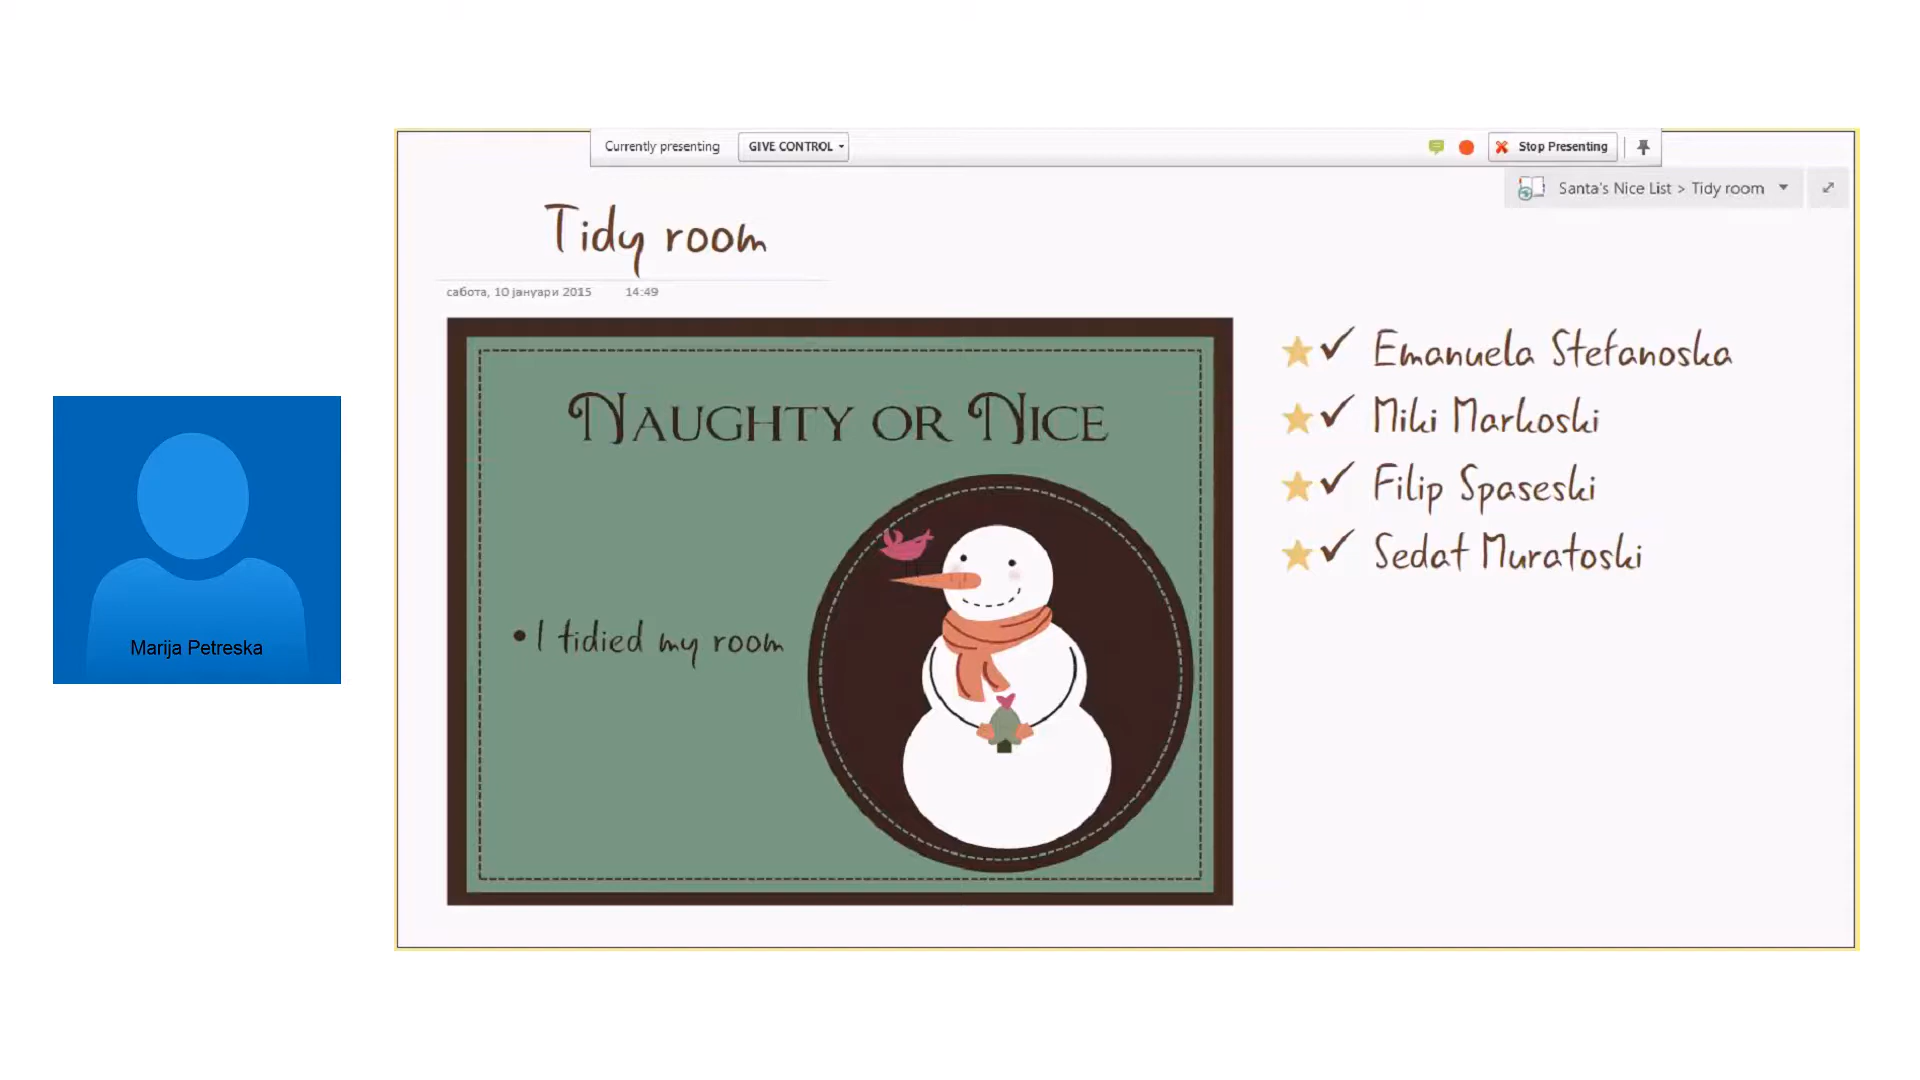 Currently presenting
GIVE CONTROL
Stop Presenting
Santa's Nice List > Tidy room
Tidy room
сабота, 10 јануари 2015 14:49
NAUGHTY OR NICE
• I tidied my room
Emanuela Stefanoska
Miki Markoski
Filip Spaseski
Sedat Muratoski
Marija Petreska